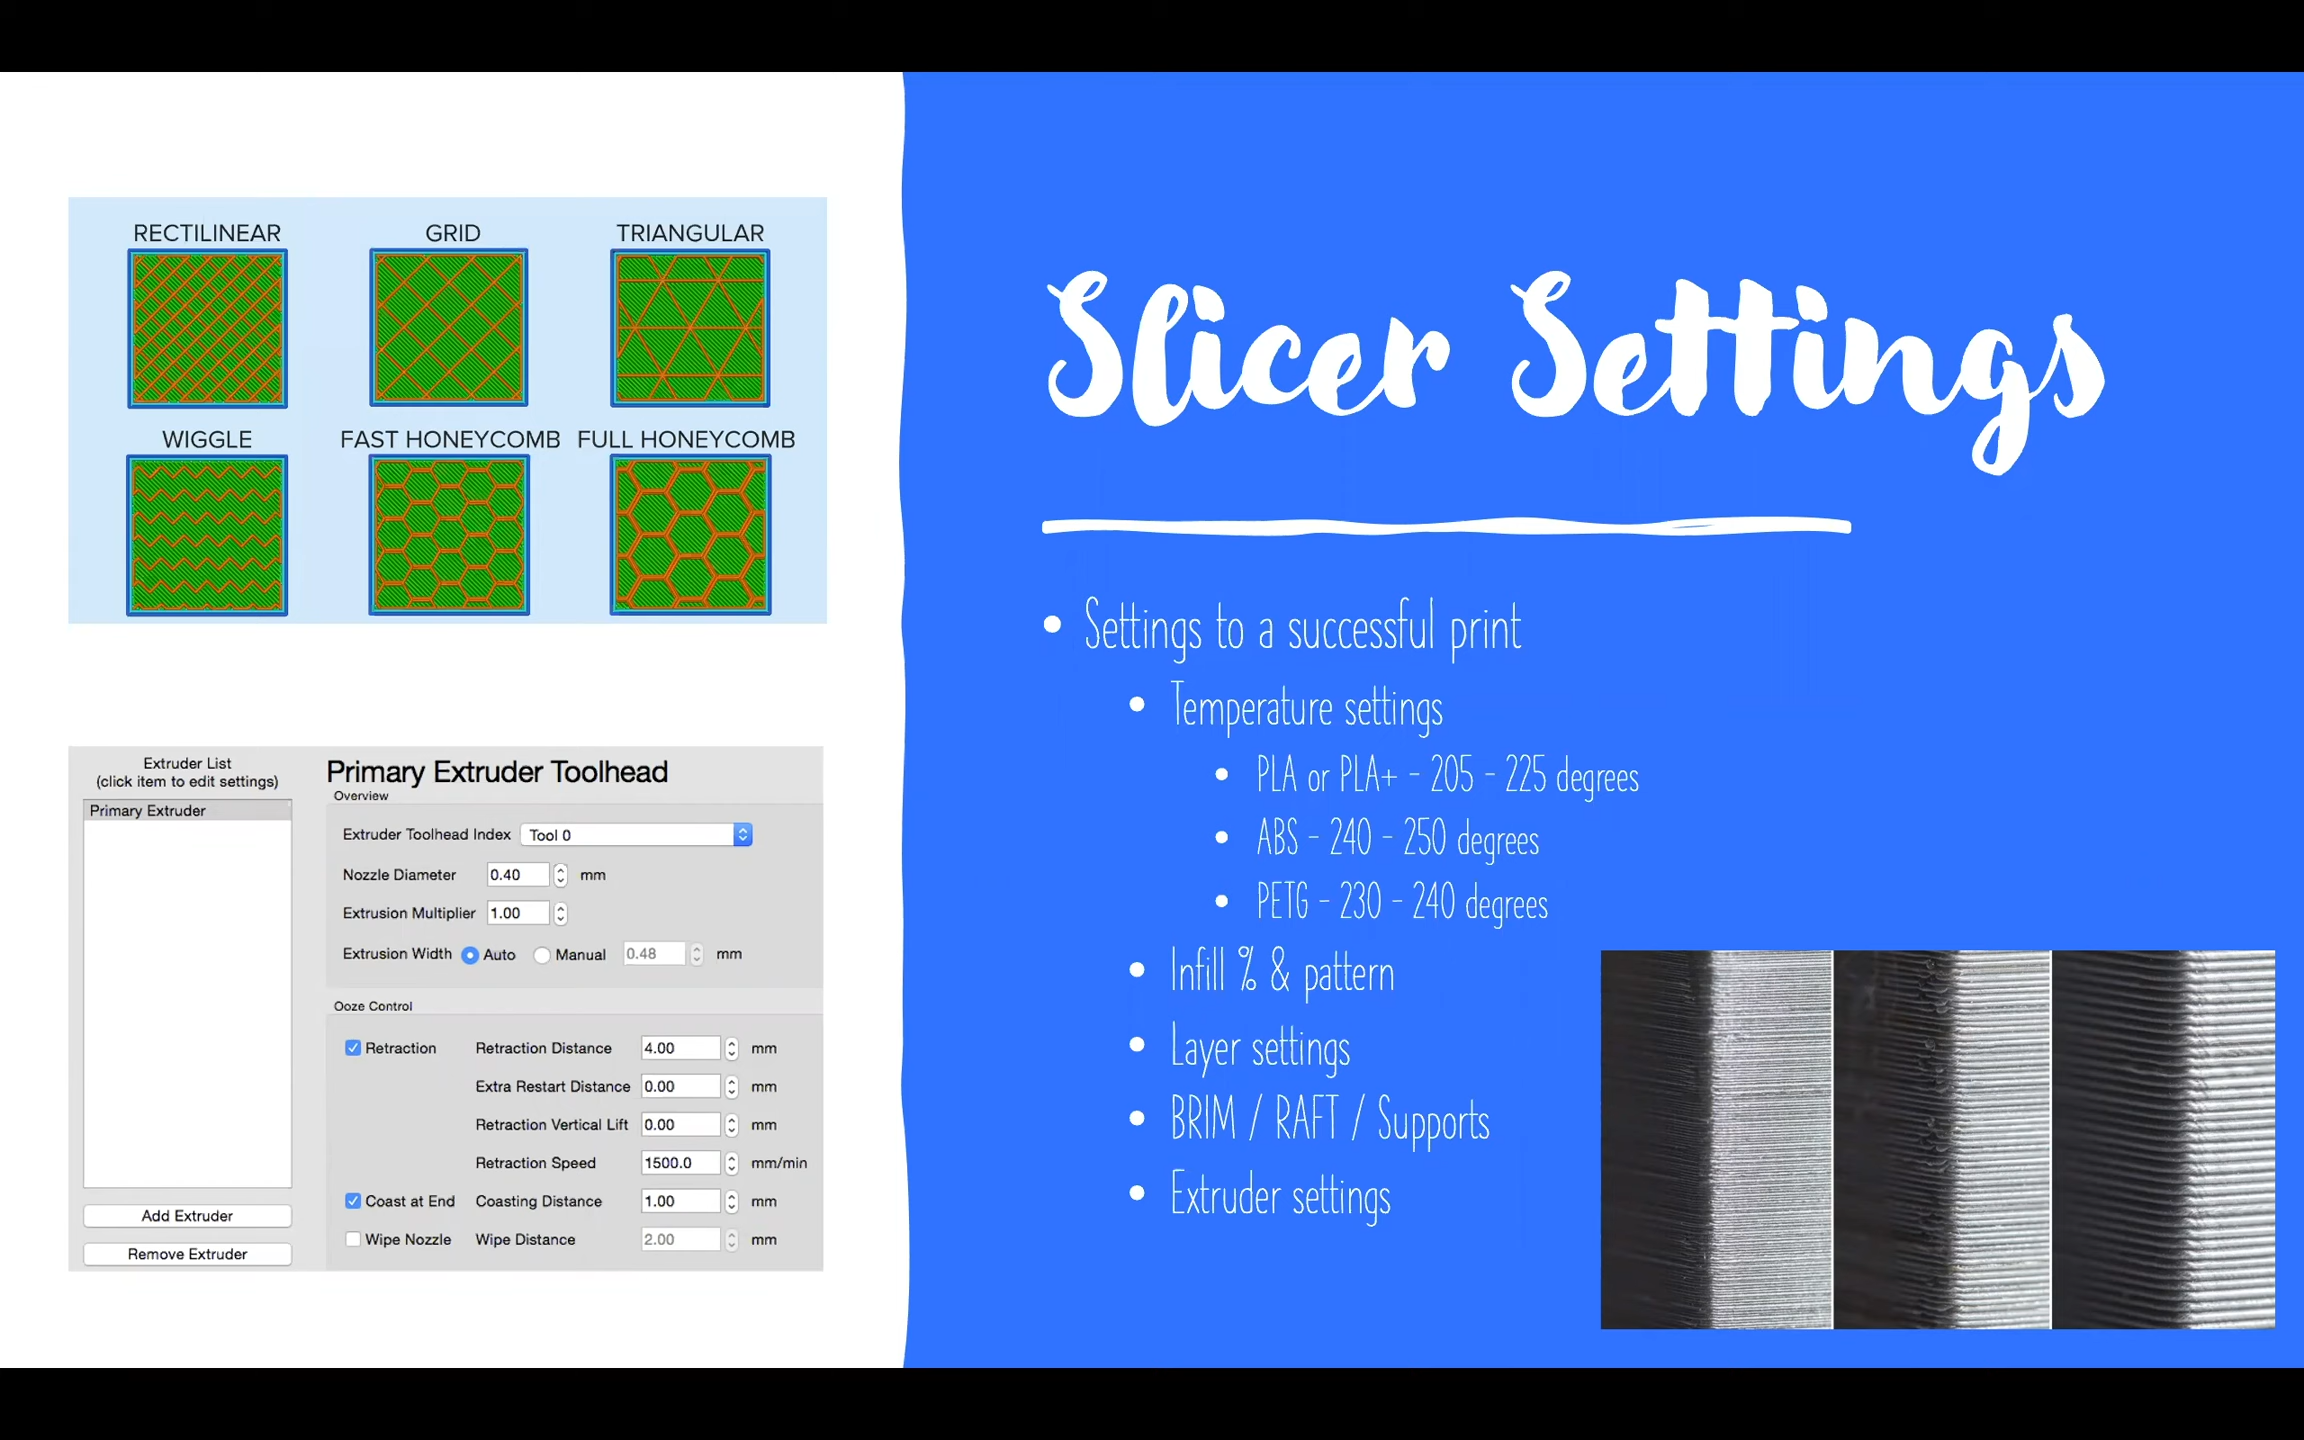 RECTILINEAR GRID TRIANGULAR
WIGGLE FAST HONEYCOMB FULL HONEYCOMB
Extruder List
(click item to edit settings)
Primary Extruder
Add Extruder
Remove Extruder
Primary Extruder Toolhead
Overview
Extruder Toolhead Index Tool 0
Nozzle Diameter 0.40 mm
Extrusion Multiplier 1.00
Extrusion Width Auto Manual 0.48 mm
Ooze Control
Retraction Retraction Distance 4.00 mm
Extra Restart Distance 0.00 mm
Retraction Vertical Lift 0.00 mm
Retraction Speed 1500.0 mm/min
Coast at End Coasting Distance 1.00 mm
Wipe Nozzle Wipe Distance 2.00 mm
Slicer Settings
• Settings to a successful print
• Temperature settings
• PLA or PLA+ - 205 - 225 degrees
• ABS - 240 - 250 degrees
• PETG - 230 - 240 degrees
• Infill % & pattern
• Layer settings
• BRIM / RAFT / Supports
• Extruder settings